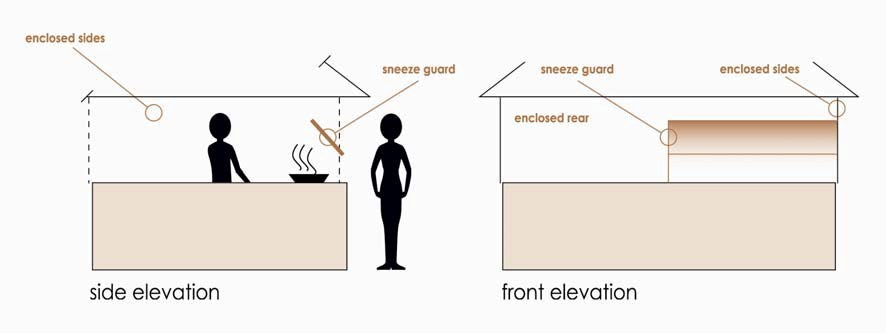 enclosed sides
sneeze guard
side elevation
sneeze guard
enclosed sides
enclosed rear
front elevation